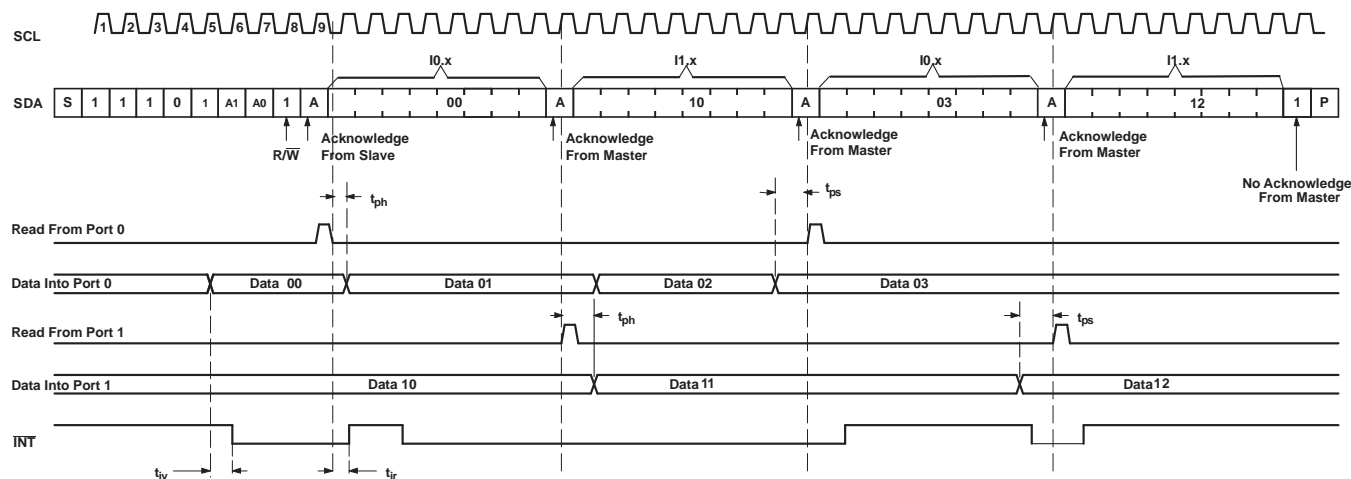 1 2 3 4 5 6 7 8 9
SCL
I0.x I1.x I0.x I1.x
SDA S 1 1 1 0 1 A1 A0 1 A 00 A 10 A 03 A 12 1 P
R/W
Acknowledge
From Slave
Acknowledge
From Master
Acknowledge
From Master
Acknowledge
From Master
No Acknowledge
From Master
tph
tps
Read From Port 0
Data Into Port 0 Data 00 Data 01 Data 02 Data 03
tph
tps
Read From Port 1
Data Into Port 1 Data 10 Data 11 Data12
INT
tiv tir